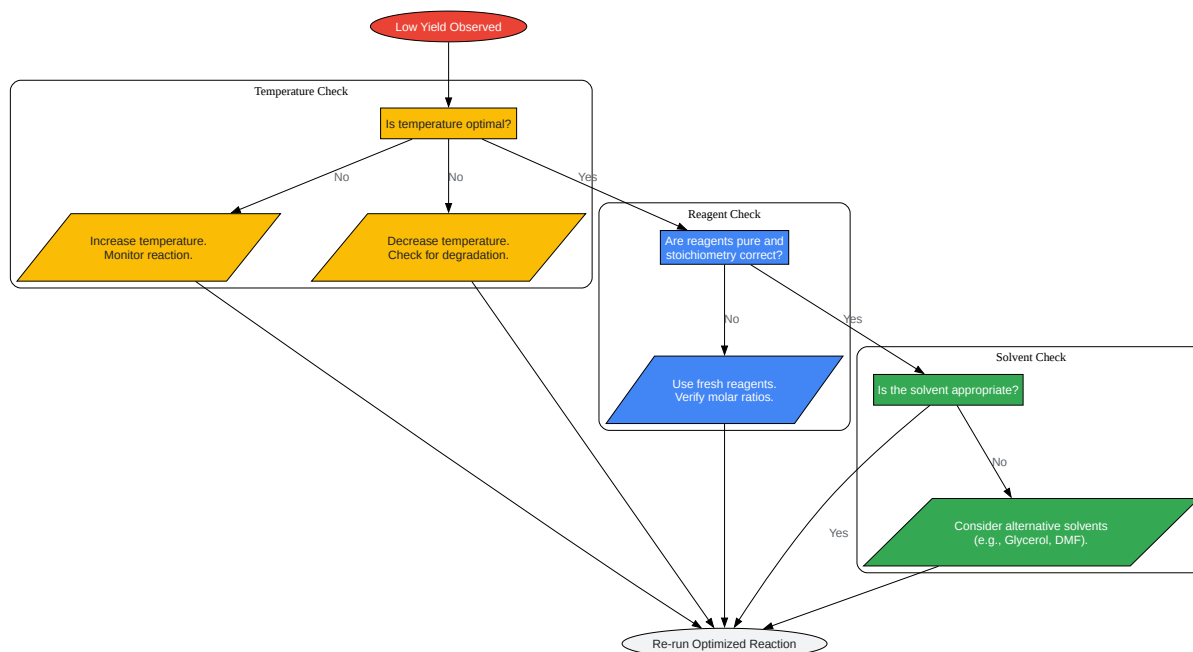 Low Yield Observed
Temperature Check
Is temperature optimal?
No
No
Yes
Increase temperature.
Monitor reaction.
Decrease temperature.
Check for degradation.
Reagent Check
Are reagents pure and
stoichiometry correct?
No
Yes
Use fresh reagents.
Verify molar ratios.
Solvent Check
Is the solvent appropriate?
No
Yes
Consider alternative solvents
(e.g., Glycerol, DMF).
Re-run Optimized Reaction